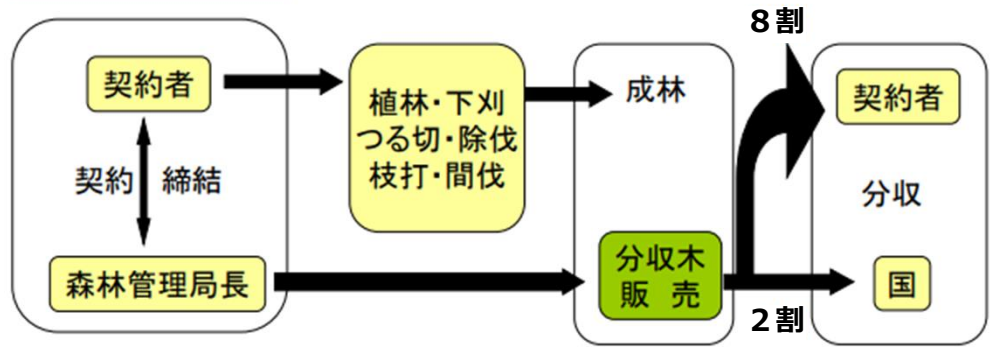 契約者
契約 締結
森林管理局長
植林・下刈
つる切・除伐
枝打・間伐
成林
分収木
販 売
8割
2割
契約者
分収
国